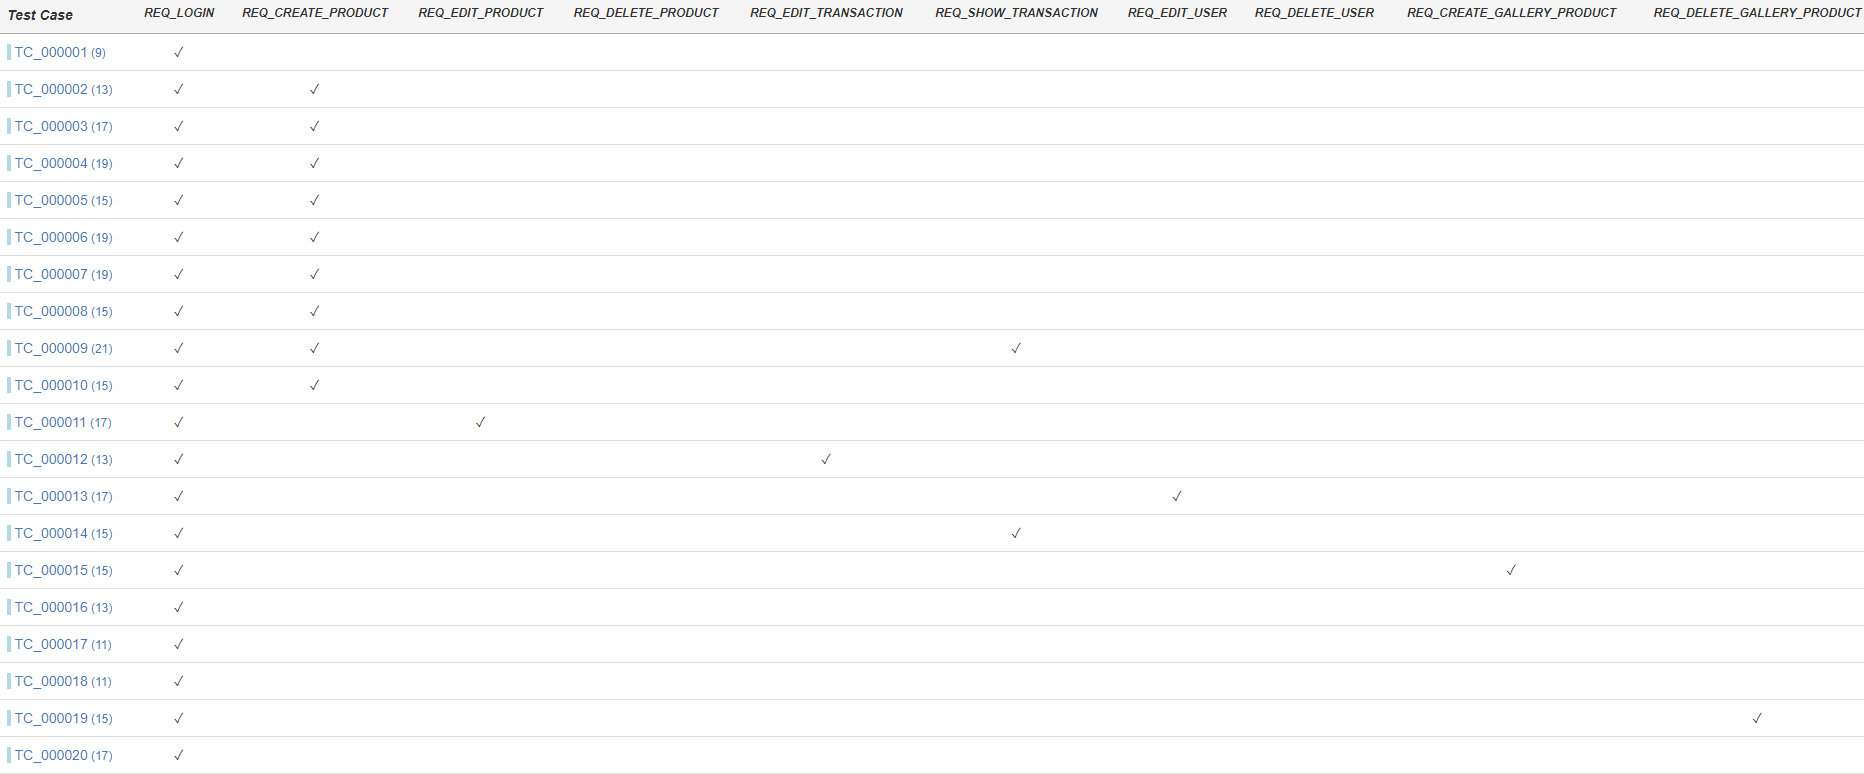 Test Case REQ_LOGIN REQ_CREATE_PRODUCT REQ_EDIT_PRODUCT REQ_DELETE_PRODUCT REQ_EDIT_TRANSACTION REQ_SHOW_TRANSACTION REQ_EDIT_USER REQ_DELETE_USER REQ_CREATE_GALLERY_PRODUCT REQ_DELETE_GALLERY_PRODUCT
TC_000001 (9) ✓
TC_000002 (13) ✓ ✓
TC_000003 (17) ✓ ✓
TC_000004 (19) ✓ ✓
TC_000005 (15) ✓ ✓
TC_000006 (19) ✓ ✓
TC_000007 (19) ✓ ✓
TC_000008 (15) ✓ ✓
TC_000009 (21) ✓ ✓ ✓
TC_000010 (15) ✓ ✓
TC_000011 (17) ✓ ✓
TC_000012 (13) ✓ ✓
TC_000013 (17) ✓ ✓
TC_000014 (15) ✓ ✓
TC_000015 (15) ✓ ✓
TC_000016 (13) ✓
TC_000017 (11) ✓
TC_000018 (11) ✓
TC_000019 (15) ✓ ✓
TC_000020 (17) ✓